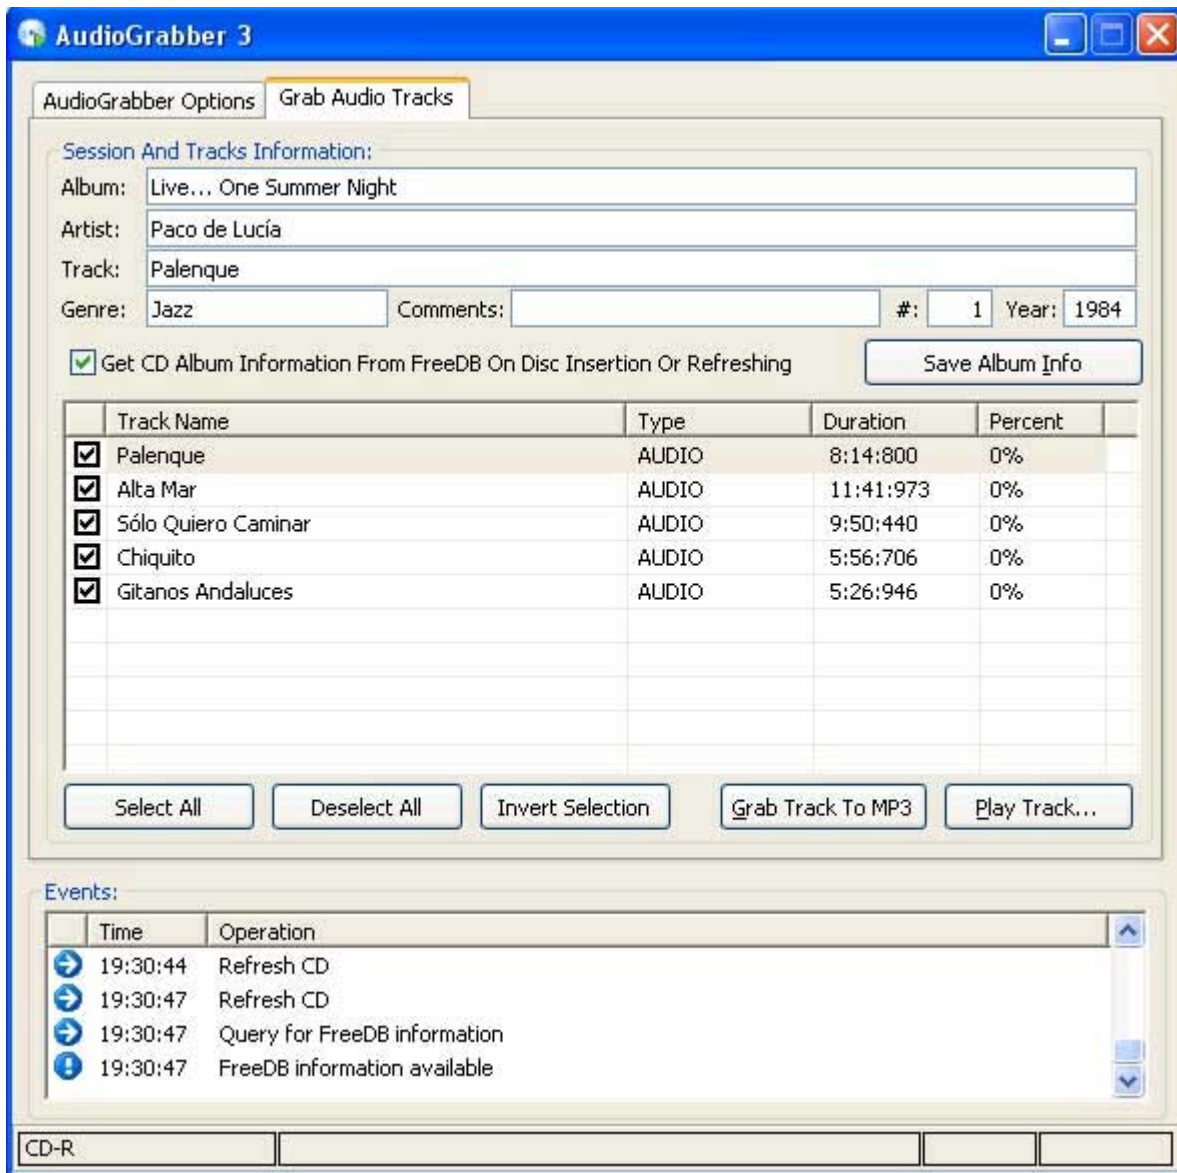 AudioGrabber 3
AudioGrabber Options Grab Audio Tracks
Session And Tracks Information:
Album: Live... One Summer Night
Artist: Paco de Lucía
Track: Palenque
Genre: Jazz Comments: #: 1 Year: 1984
Get CD Album Information From FreeDB On Disc Insertion Or Refreshing Save Album Info
Track Name Type Duration Percent
Palenque AUDIO 8:14:800 0%
Alta Mar AUDIO 11:41:973 0%
Sólo Quiero Caminar AUDIO 9:50:440 0%
Chiquito AUDIO 5:56:706 0%
Gitanos Andaluces AUDIO 5:26:946 0%
Select All Deselect All Invert Selection Grab Track To MP3 Play Track...
Events:
Time Operation
19:30:44 Refresh CD
19:30:47 Refresh CD
19:30:47 Query for FreeDB information
19:30:47 FreeDB information available
CD-R